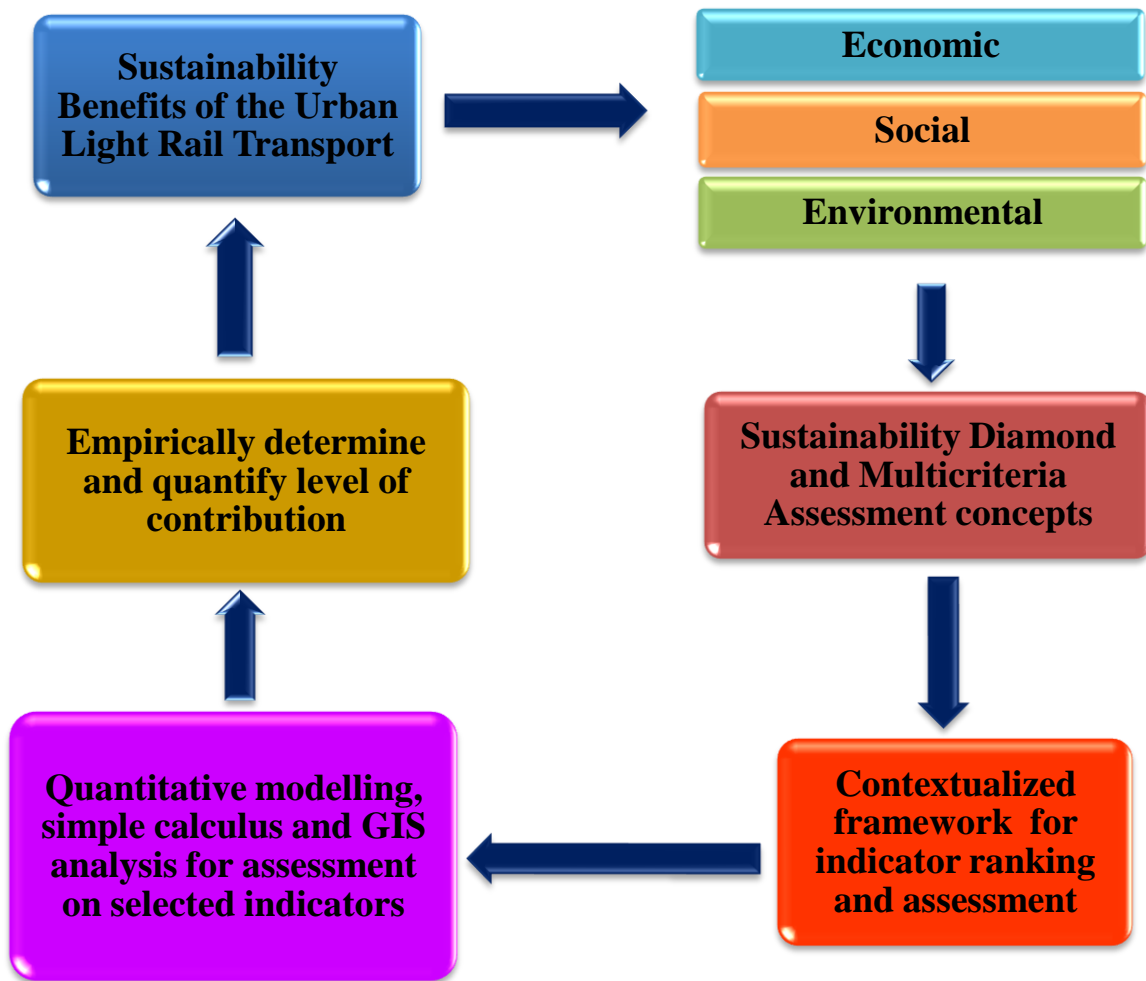 Sustainability
Benefits of the Urban
Light Rail Transport
Economic
Social
Environmental
Sustainability Diamond
and Multicriteria
Assessment concepts
Contextualized
framework for
indicator ranking
and assessment
Quantitative modelling,
simple calculus and GIS
analysis for assessment
on selected indicators
Empirically determine
and quantify level of
contribution